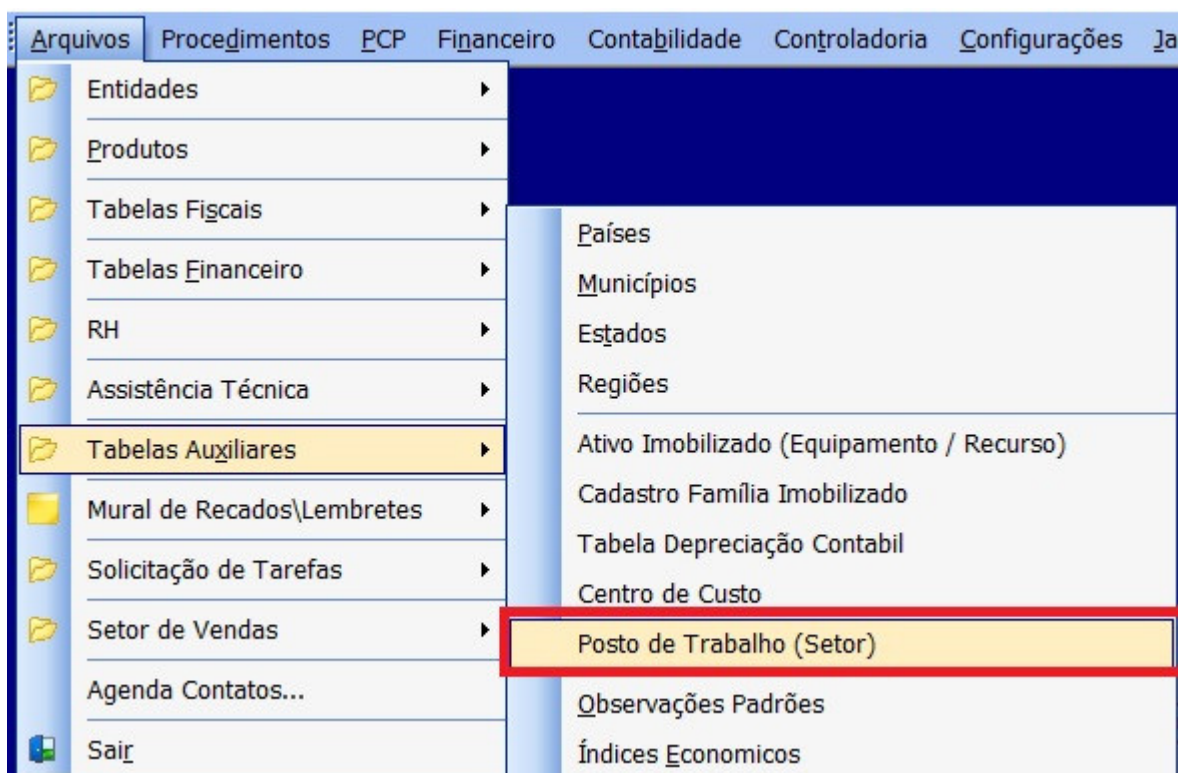 Arquivos Procedimentos PCP Financeiro Contabilidade Controladoria Configurações Ja
Entidades
Produtos
Tabelas Fiscais
Tabelas Financeiro
RH
Assistência Técnica
Tabelas Auxiliares
Mural de Recados\Lembretes
Solicitação de Tarefas
Setor de Vendas
Agenda Contatos...
Sair
Países
Municípios
Estados
Regiões
Ativo Imobilizado (Equipamento / Recurso)
Cadastro Família Imobilizado
Tabela Depreciação Contabil
Centro de Custo
Posto de Trabalho (Setor)
Observações Padrões
Índices Economicos